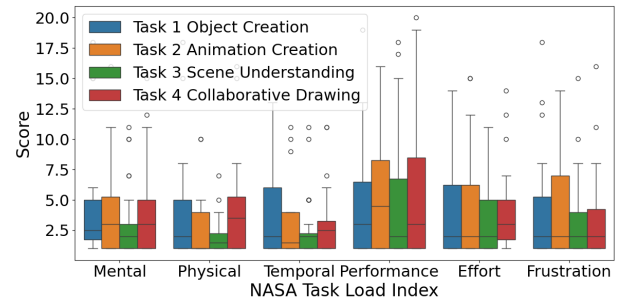 20.0
17.5
15.0
12.5
10.0
7.5
5.0
2.5
Score
Task 1 Object Creation
Task 2 Animation Creation
Task 3 Scene Understanding
Task 4 Collaborative Drawing
Mental Physical Temporal Performance Effort Frustration
NASA Task Load Index